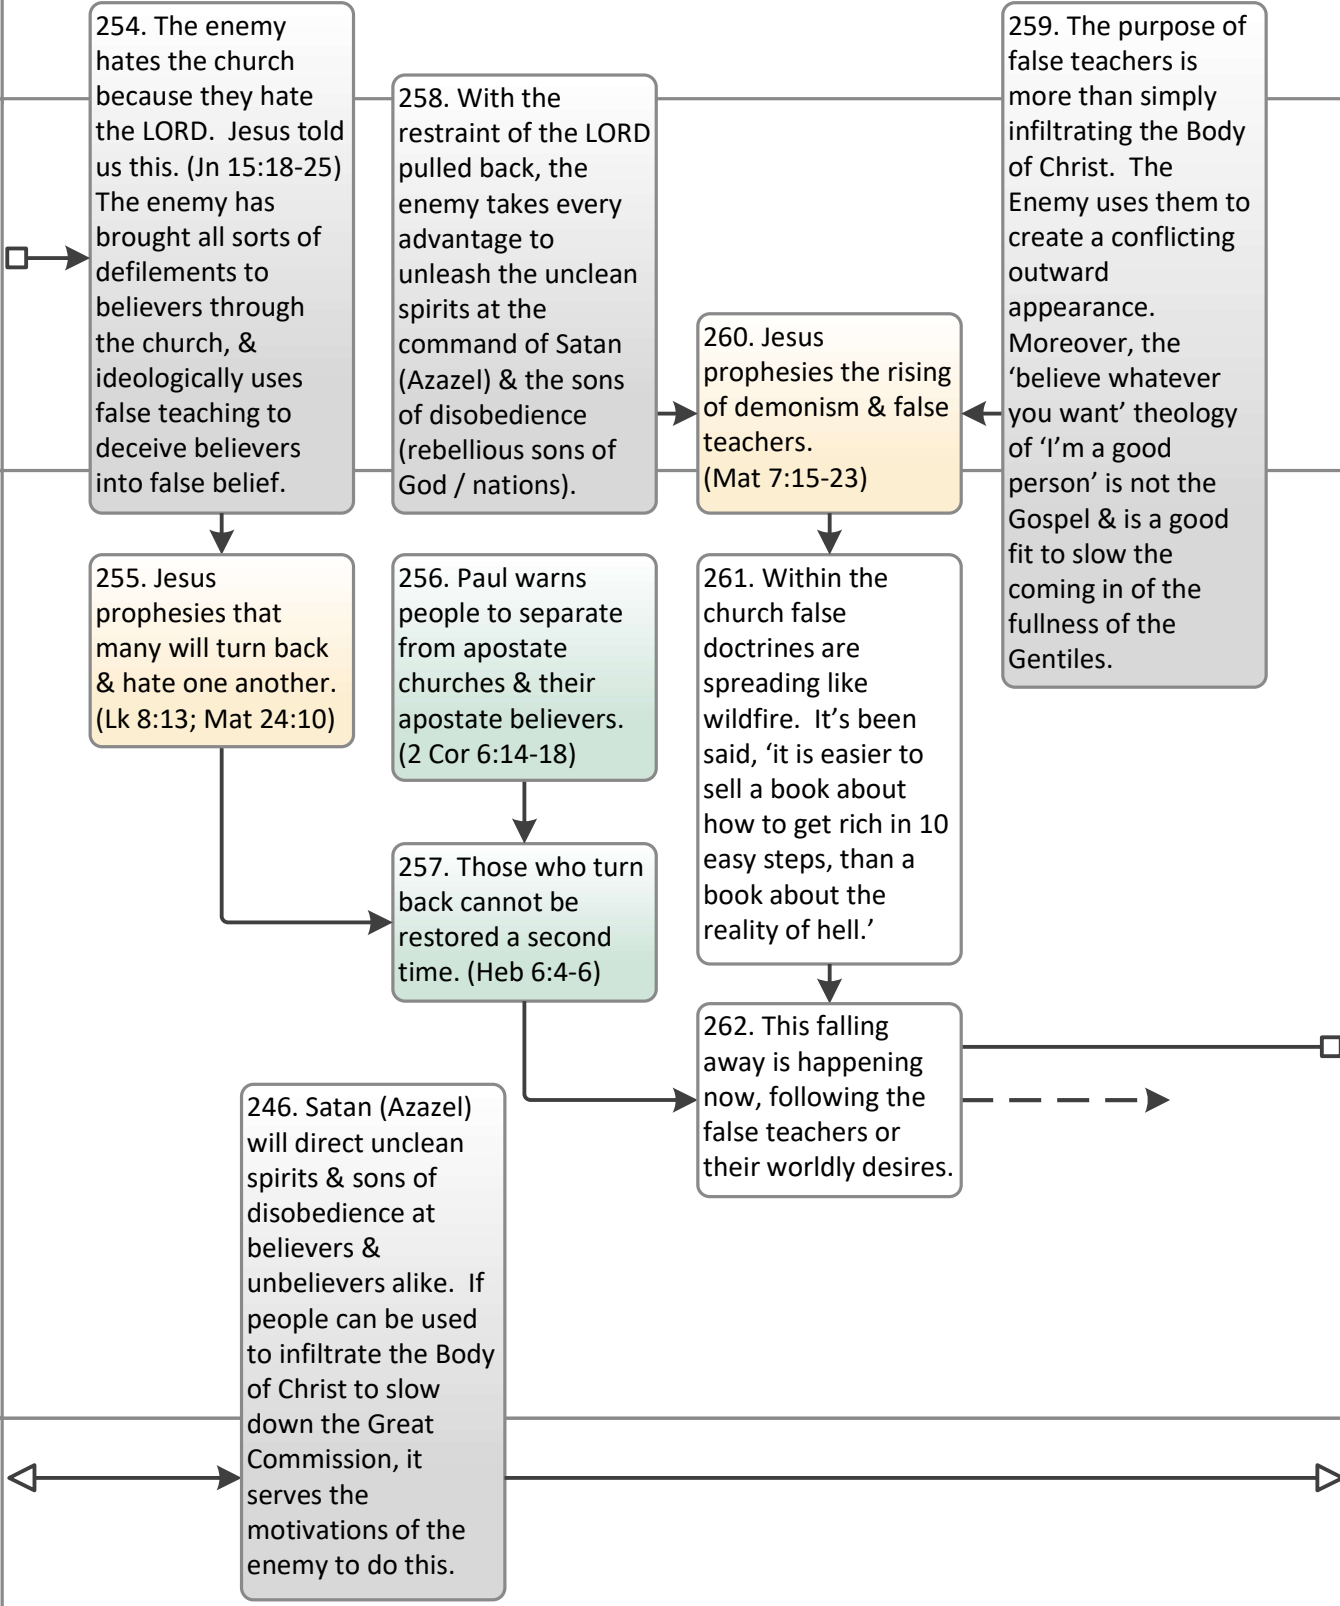 254. The enemy
hates the church
because they hate
the LORD.  Jesus told
us this. (Jn 15:18-25)
The enemy has
brought all sorts of
defilements to
believers through
the church, &
ideologically uses
false teaching to
deceive believers
into false belief.
255. Jesus
prophesies that
many will turn back
& hate one another.
(Lk 8:13; Mat 24:10)
256. Paul warns
people to separate
from apostate
churches & their
apostate believers.
(2 Cor 6:14-18)
257. Those who turn
back cannot be
restored a second
time. (Heb 6:4-6)
258. With the
restraint of the LORD
pulled back, the
enemy takes every
advantage to
unleash the unclean
spirits at the
command of Satan
(Azazel) & the sons
of disobedience
(rebellious sons of
God / nations).
259. The purpose of
false teachers is
more than simply
infiltrating the Body
of Christ.  The
Enemy uses them to
create a conflicting
outward
appearance.
Moreover, the
‘believe whatever
you want’ theology
of ‘I’m a good
person’ is not the
Gospel & is a good
fit to slow the
coming in of the
fullness of the
Gentiles.
260. Jesus
prophesies the rising
of demonism & false
teachers.
(Mat 7:15-23)
261. Within the
church false
doctrines are
spreading like
wildfire.  It’s been
said, ‘it is easier to
sell a book about
how to get rich in 10
easy steps, than a
book about the
reality of hell.’
262. This falling
away is happening
now, following the
false teachers or
their worldly desires.
246. Satan (Azazel)
will direct unclean
spirits & sons of
disobedience at
believers &
unbelievers alike.  If
people can be used
to infiltrate the Body
of Christ to slow
down the Great
Commission, it
serves the
motivations of the
enemy to do this.